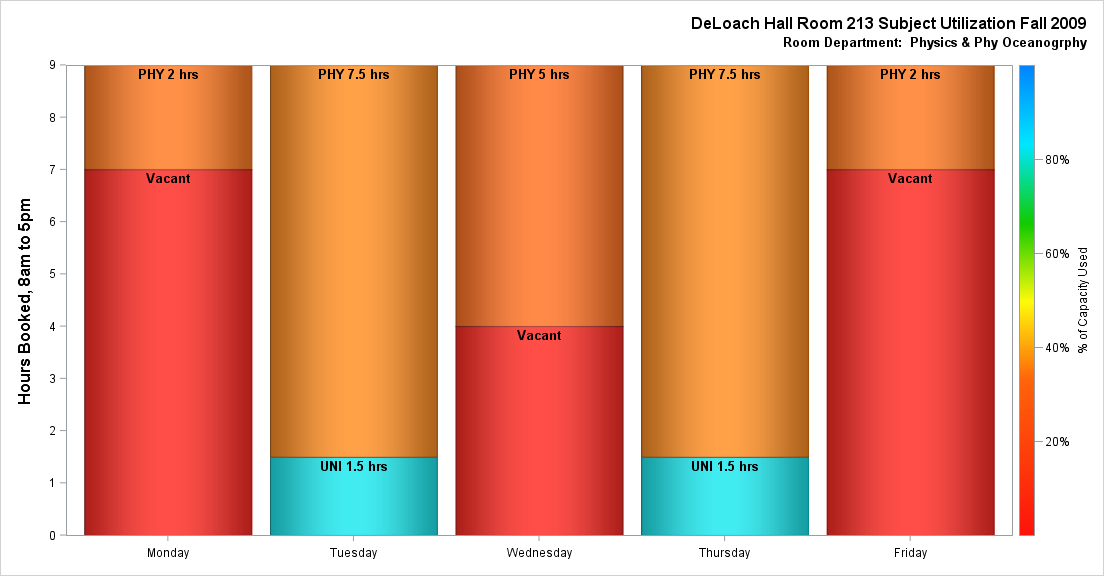 DeLoach Hall Room 213 Subject Utilization Fall 2009
Room Department:  Physics & Phy Oceanogrphy
Hours Booked, 8am to 5pm
9
8
7
6
5
4
3
2
1
0
PHY 2 hrs
Vacant
PHY 7.5 hrs
UNI 1.5 hrs
PHY 5 hrs
Vacant
PHY 7.5 hrs
UNI 1.5 hrs
PHY 2 hrs
Vacant
Monday
Tuesday
Wednesday
Thursday
Friday
80%
60%
40%
20%
% of Capacity Used